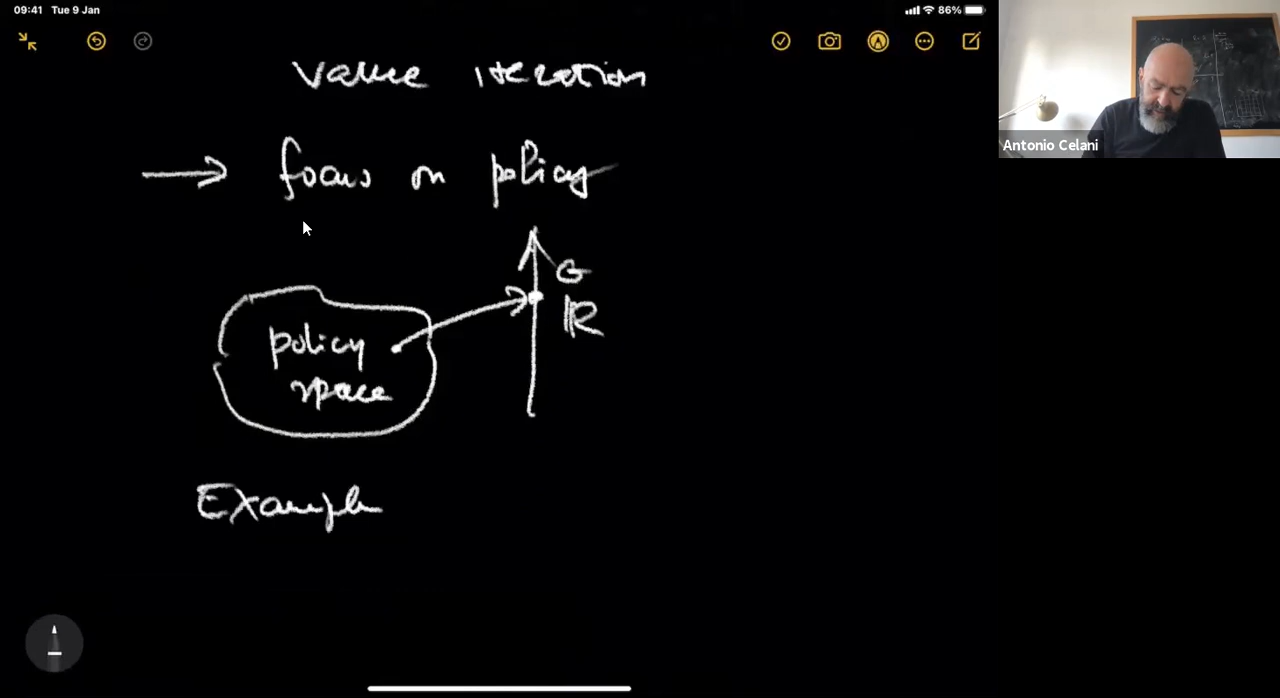 09:41 Tue 9 Jan
86%
Value iteration
→ focus on policy
G
ℝ
policy
space
Example
Antonio Celani